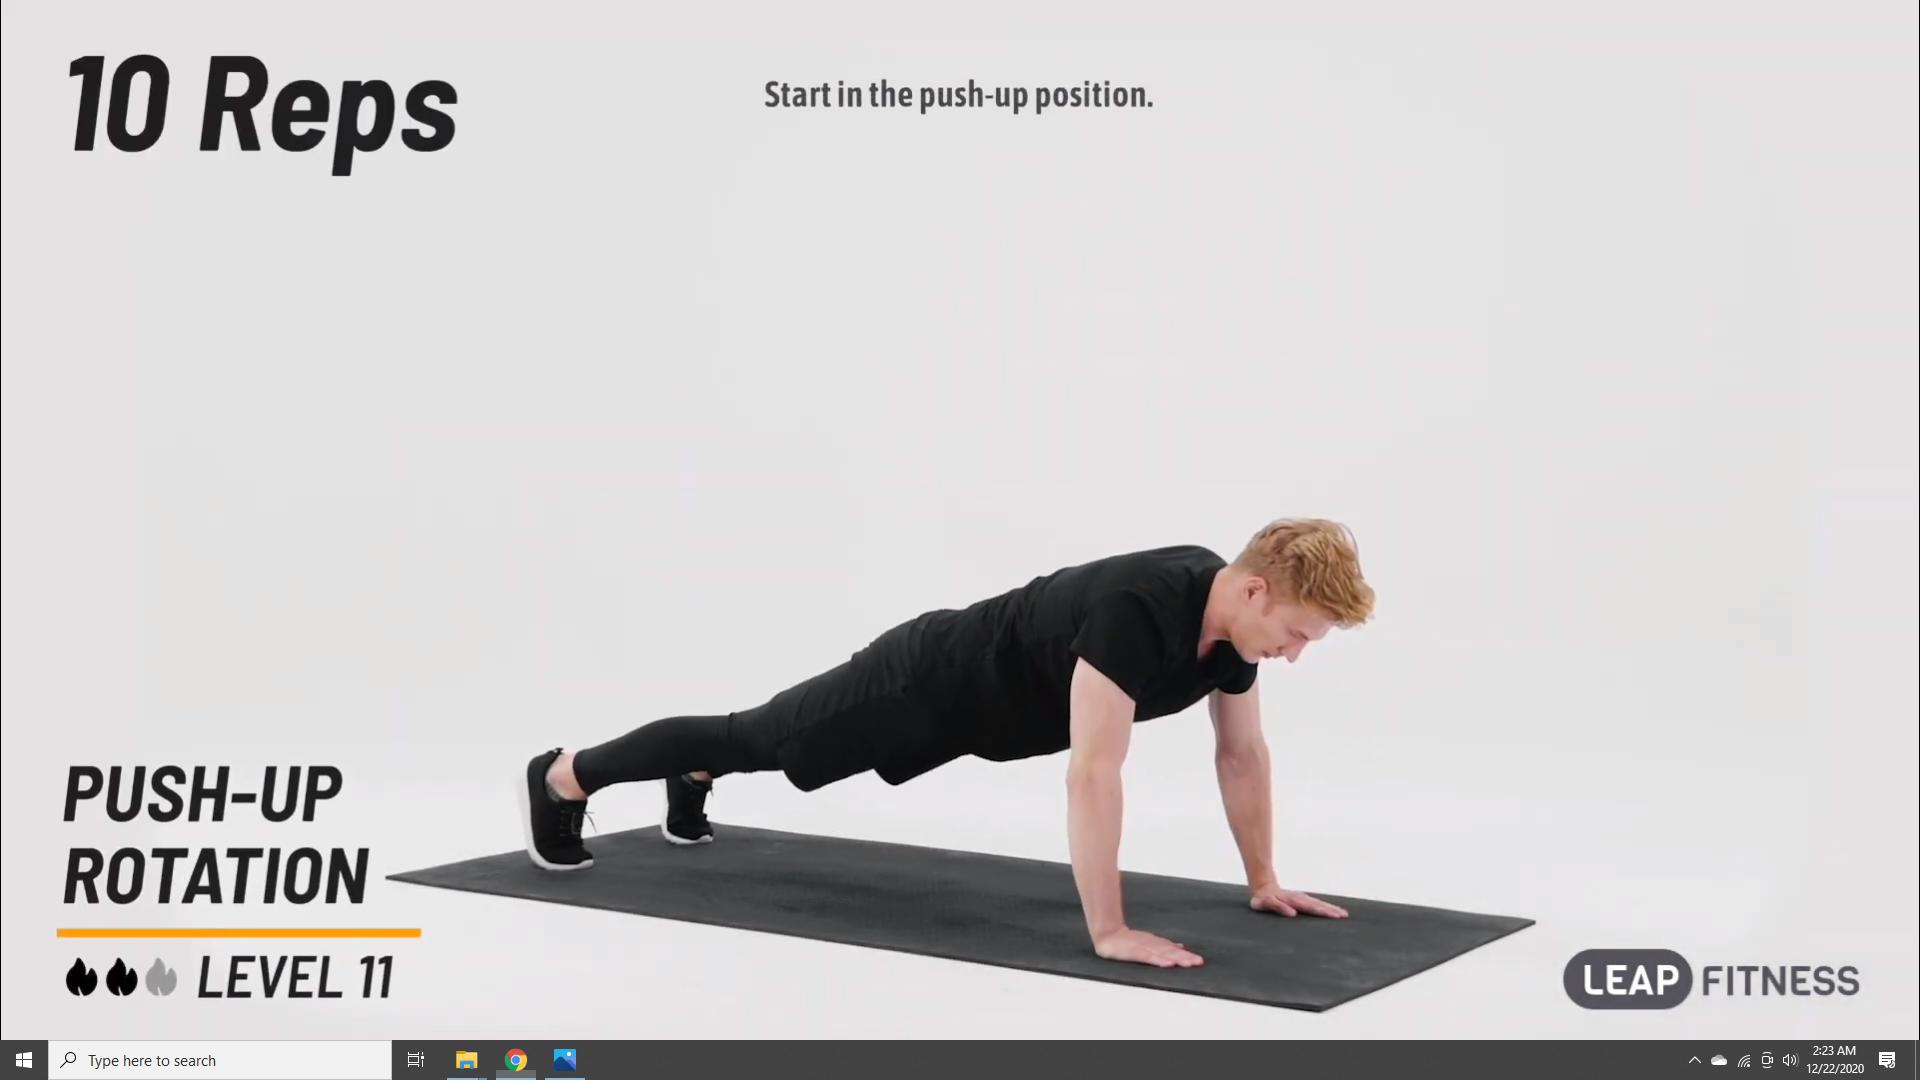 10 Reps
Start in the push-up position.
PUSH-UP
ROTATION
LEVEL 11
LEAP FITNESS
Type here to search
2:23 AM
12/22/2020